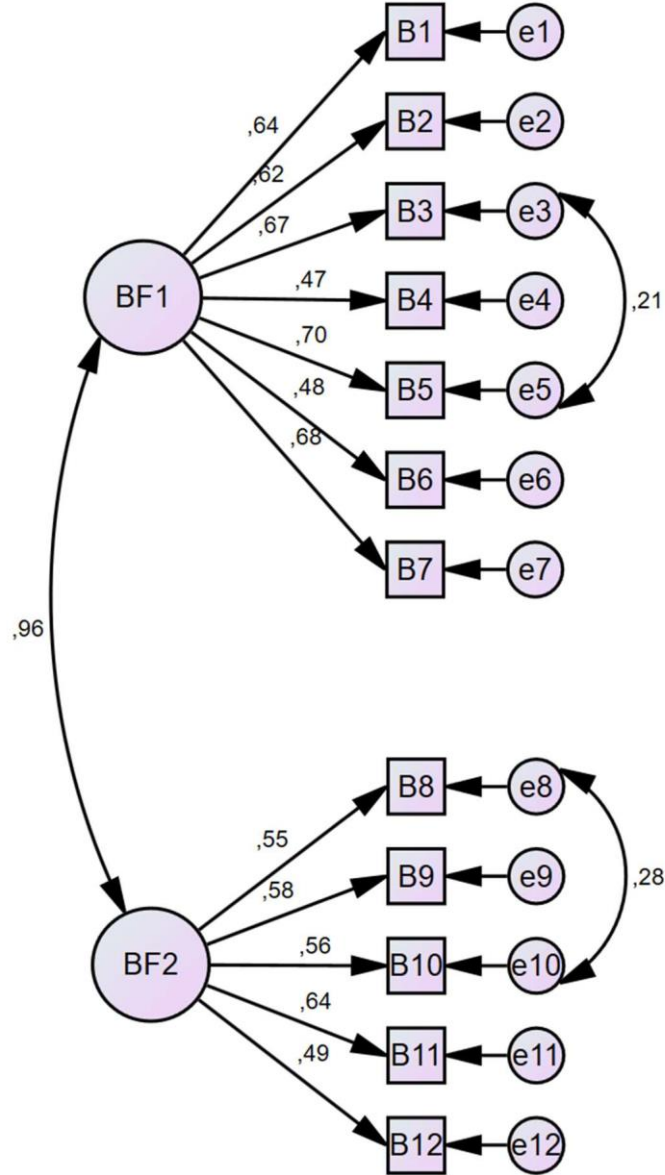 B1
e1
,64
B2
e2
,62
B3
e3
,67
BF1
,47
B4
e4
,21
,70
B5
e5
,48
,68
B6
e6
B7
e7
,96
B8
e8
,55
B9
e9
,28
,58
,56
BF2
B10
e10
,64
B11
e11
,49
B12
e12